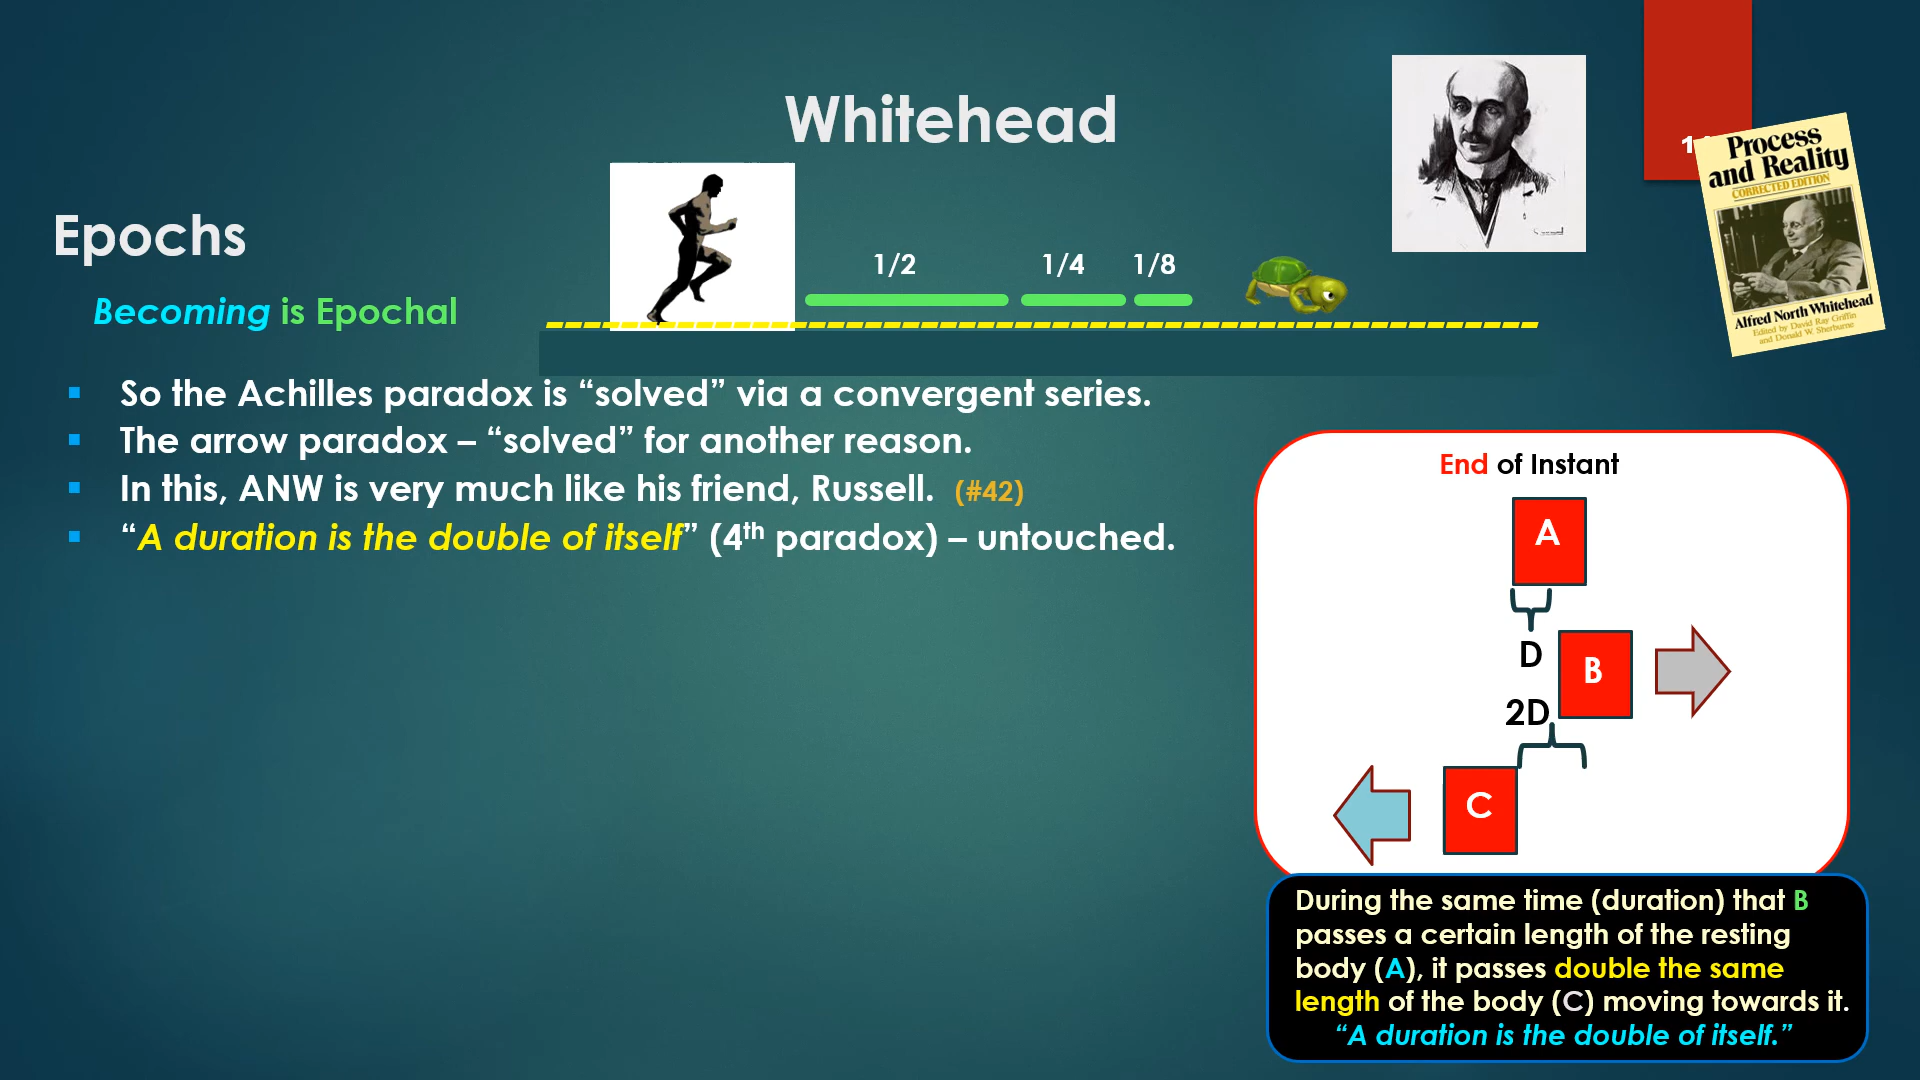 Whitehead
Process
and Reality
CORRECTED EDITION
Alfred North Whitehead
Edited by David Ray Griffin
and Donald W. Sherburne
Epochs
Becoming is Epochal
1/2 1/4 1/8
So the Achilles paradox is “solved” via a convergent series.
The arrow paradox – “solved” for another reason.
In this, ANW is very much like his friend, Russell. (#42)
“A duration is the double of itself” (4th paradox) – untouched.
End of Instant
A
D
B
2D
C
During the same time (duration) that B
passes a certain length of the resting
body (A), it passes double the same
length of the body (C) moving towards it.
“A duration is the double of itself.”